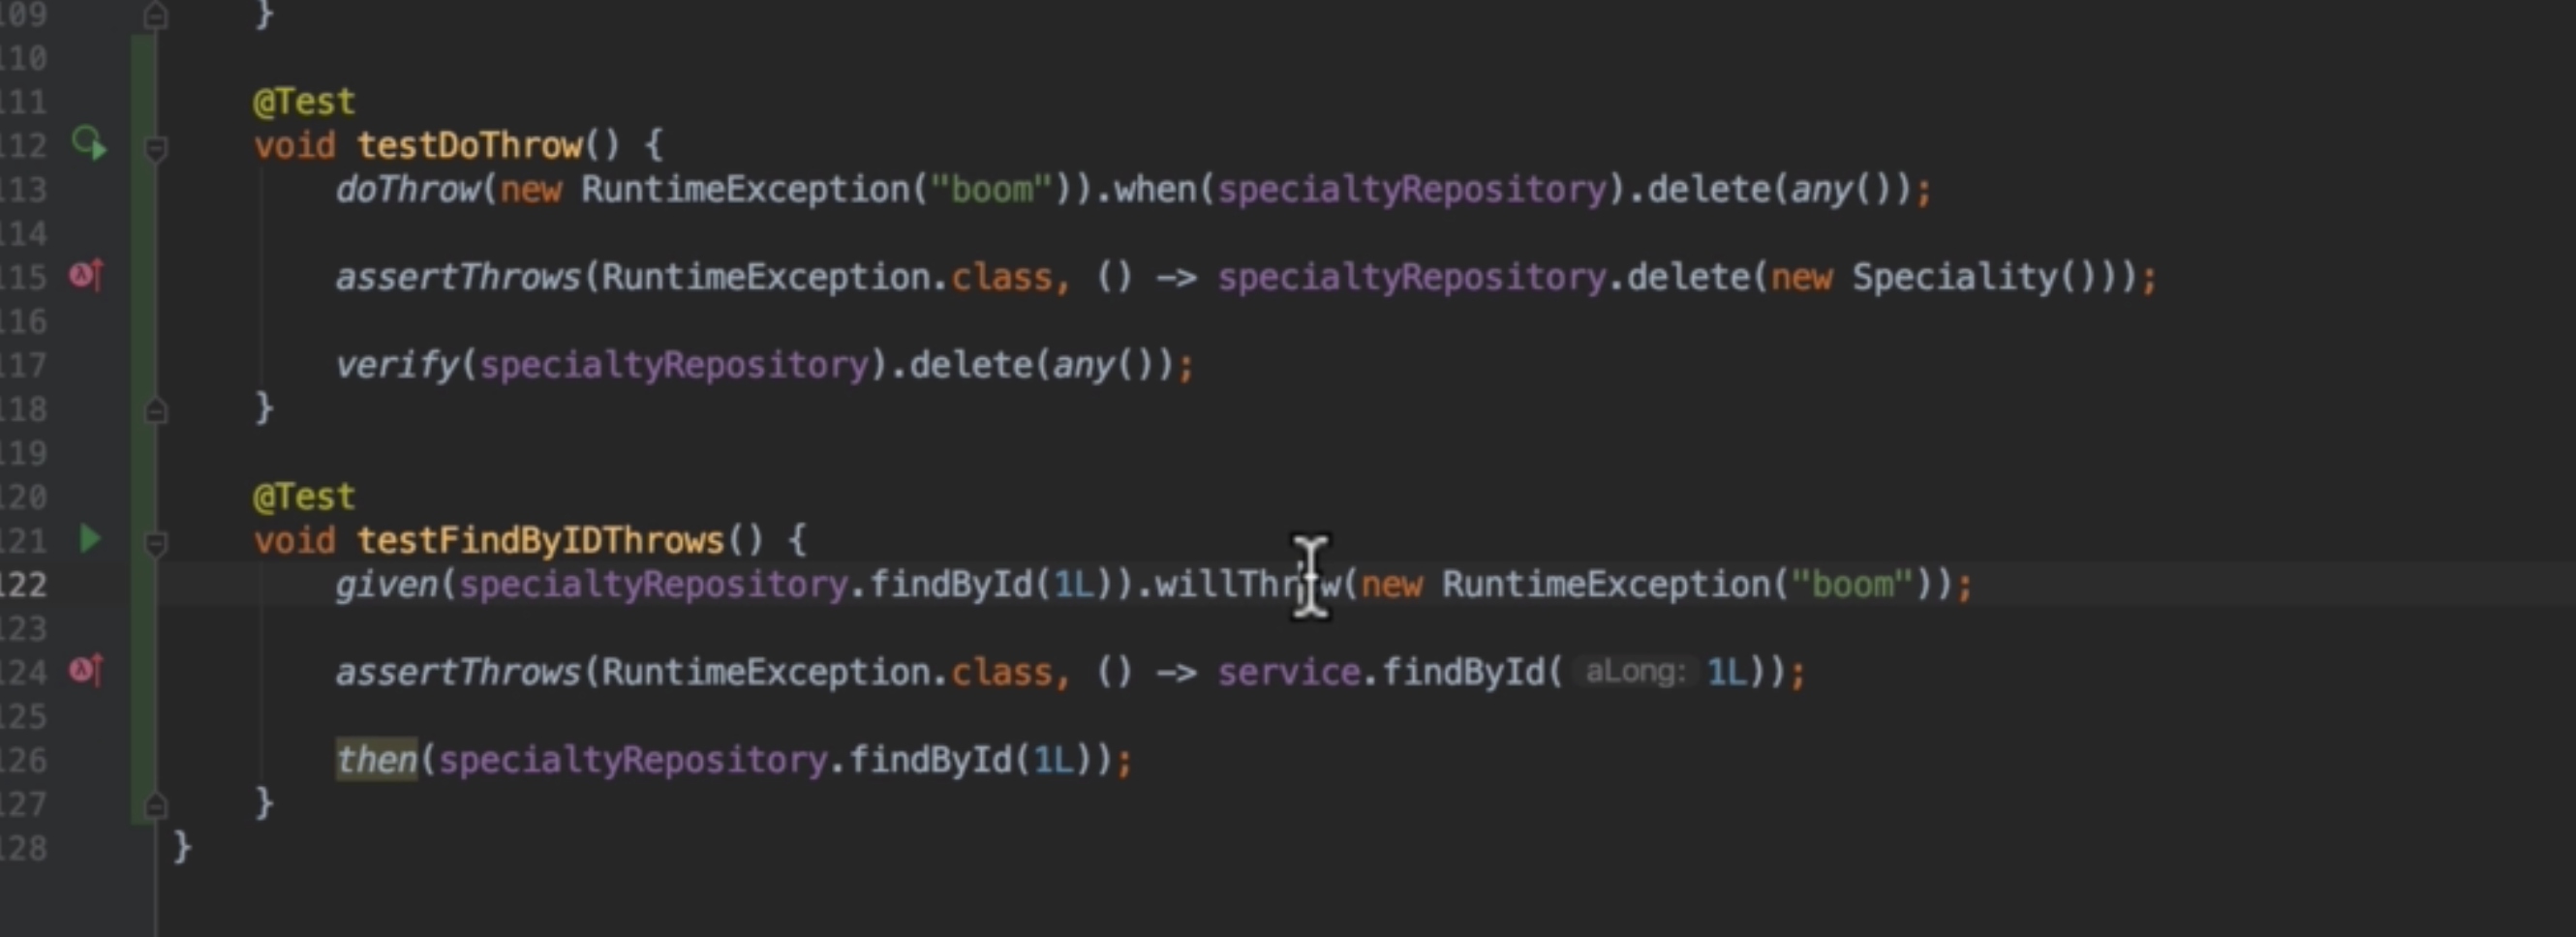 109 }
110
111 @Test
112 void testDoThrow() {
113 doThrow(new RuntimeException("boom")).when(specialtyRepository).delete(any());
114
115 assertThrows(RuntimeException.class, () -> specialtyRepository.delete(new Speciality()));
116
117 verify(specialtyRepository).delete(any());
118 }
119
120 @Test
121 void testFindByIDThrows() {
122 given(specialtyRepository.findById(1L)).willThrow(new RuntimeException("boom"));
123
124 assertThrows(RuntimeException.class, () -> service.findById( aLong: 1L));
125
126 then(specialtyRepository.findById(1L));
127 }
128 }